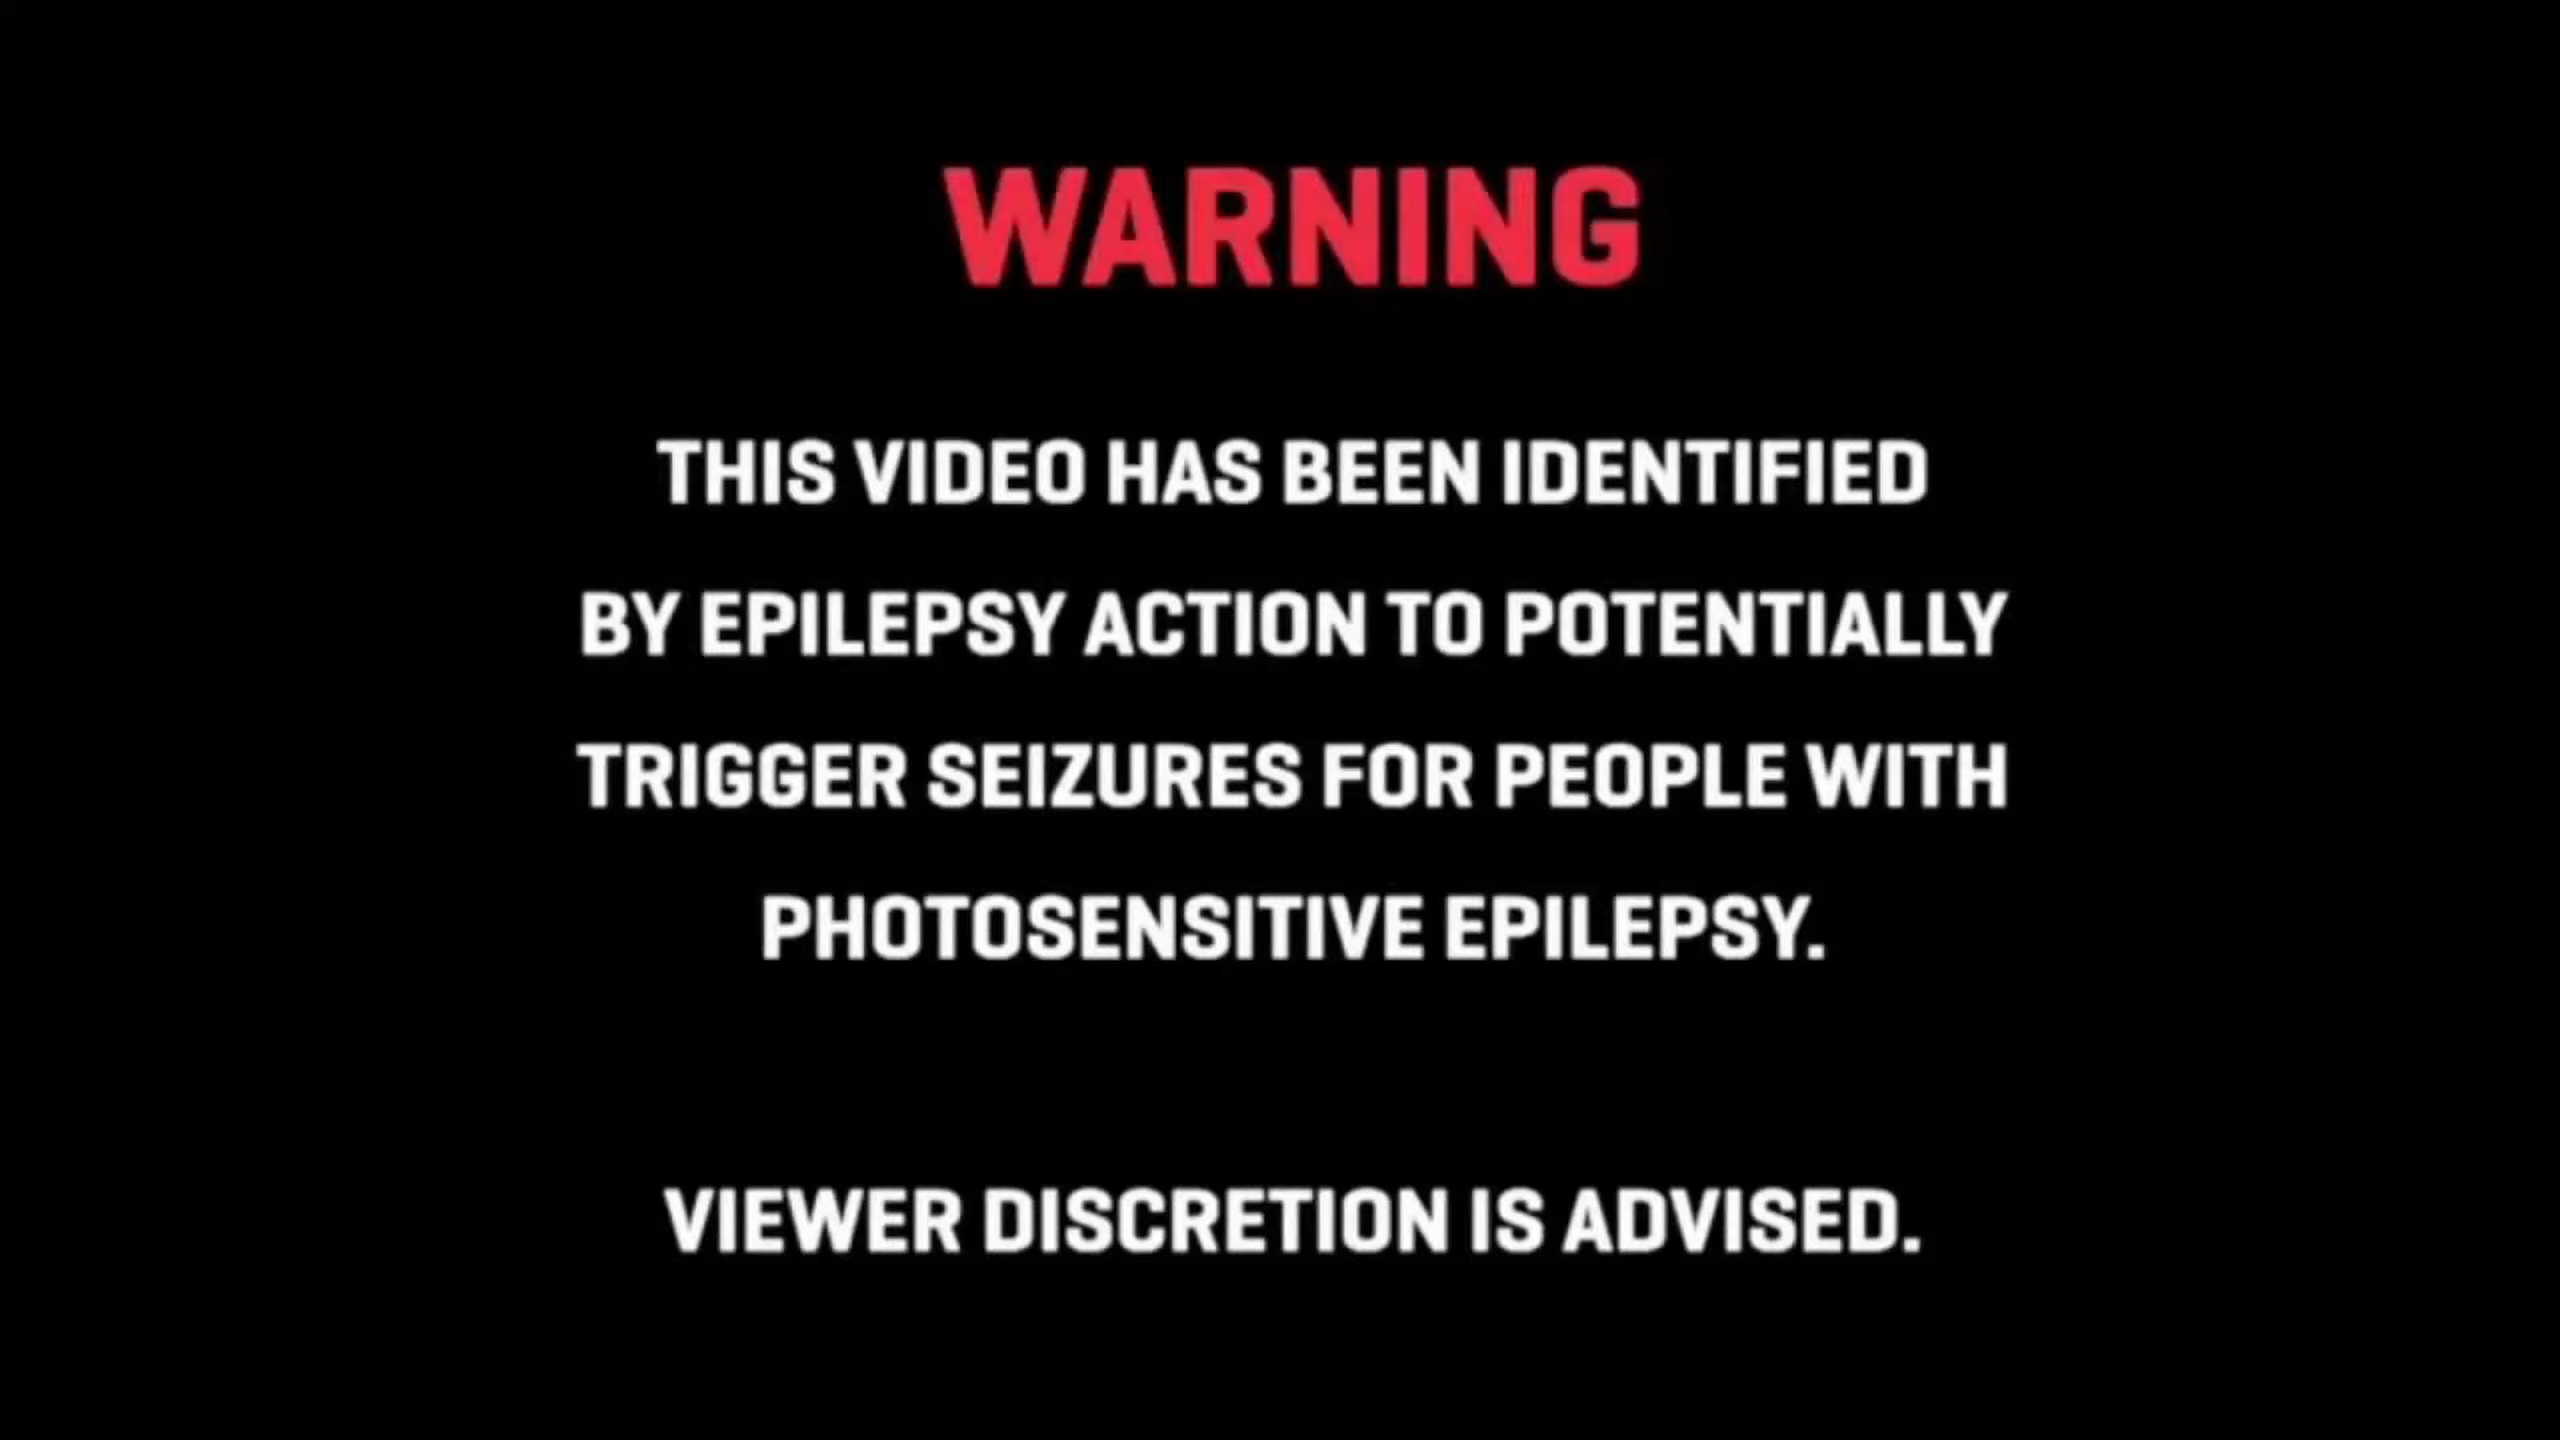 WARNING
THIS VIDEO HAS BEEN IDENTIFIED
BY EPILEPSY ACTION TO POTENTIALLY
TRIGGER SEIZURES FOR PEOPLE WITH
PHOTOSENSITIVE EPILEPSY.
VIEWER DISCRETION IS ADVISED.